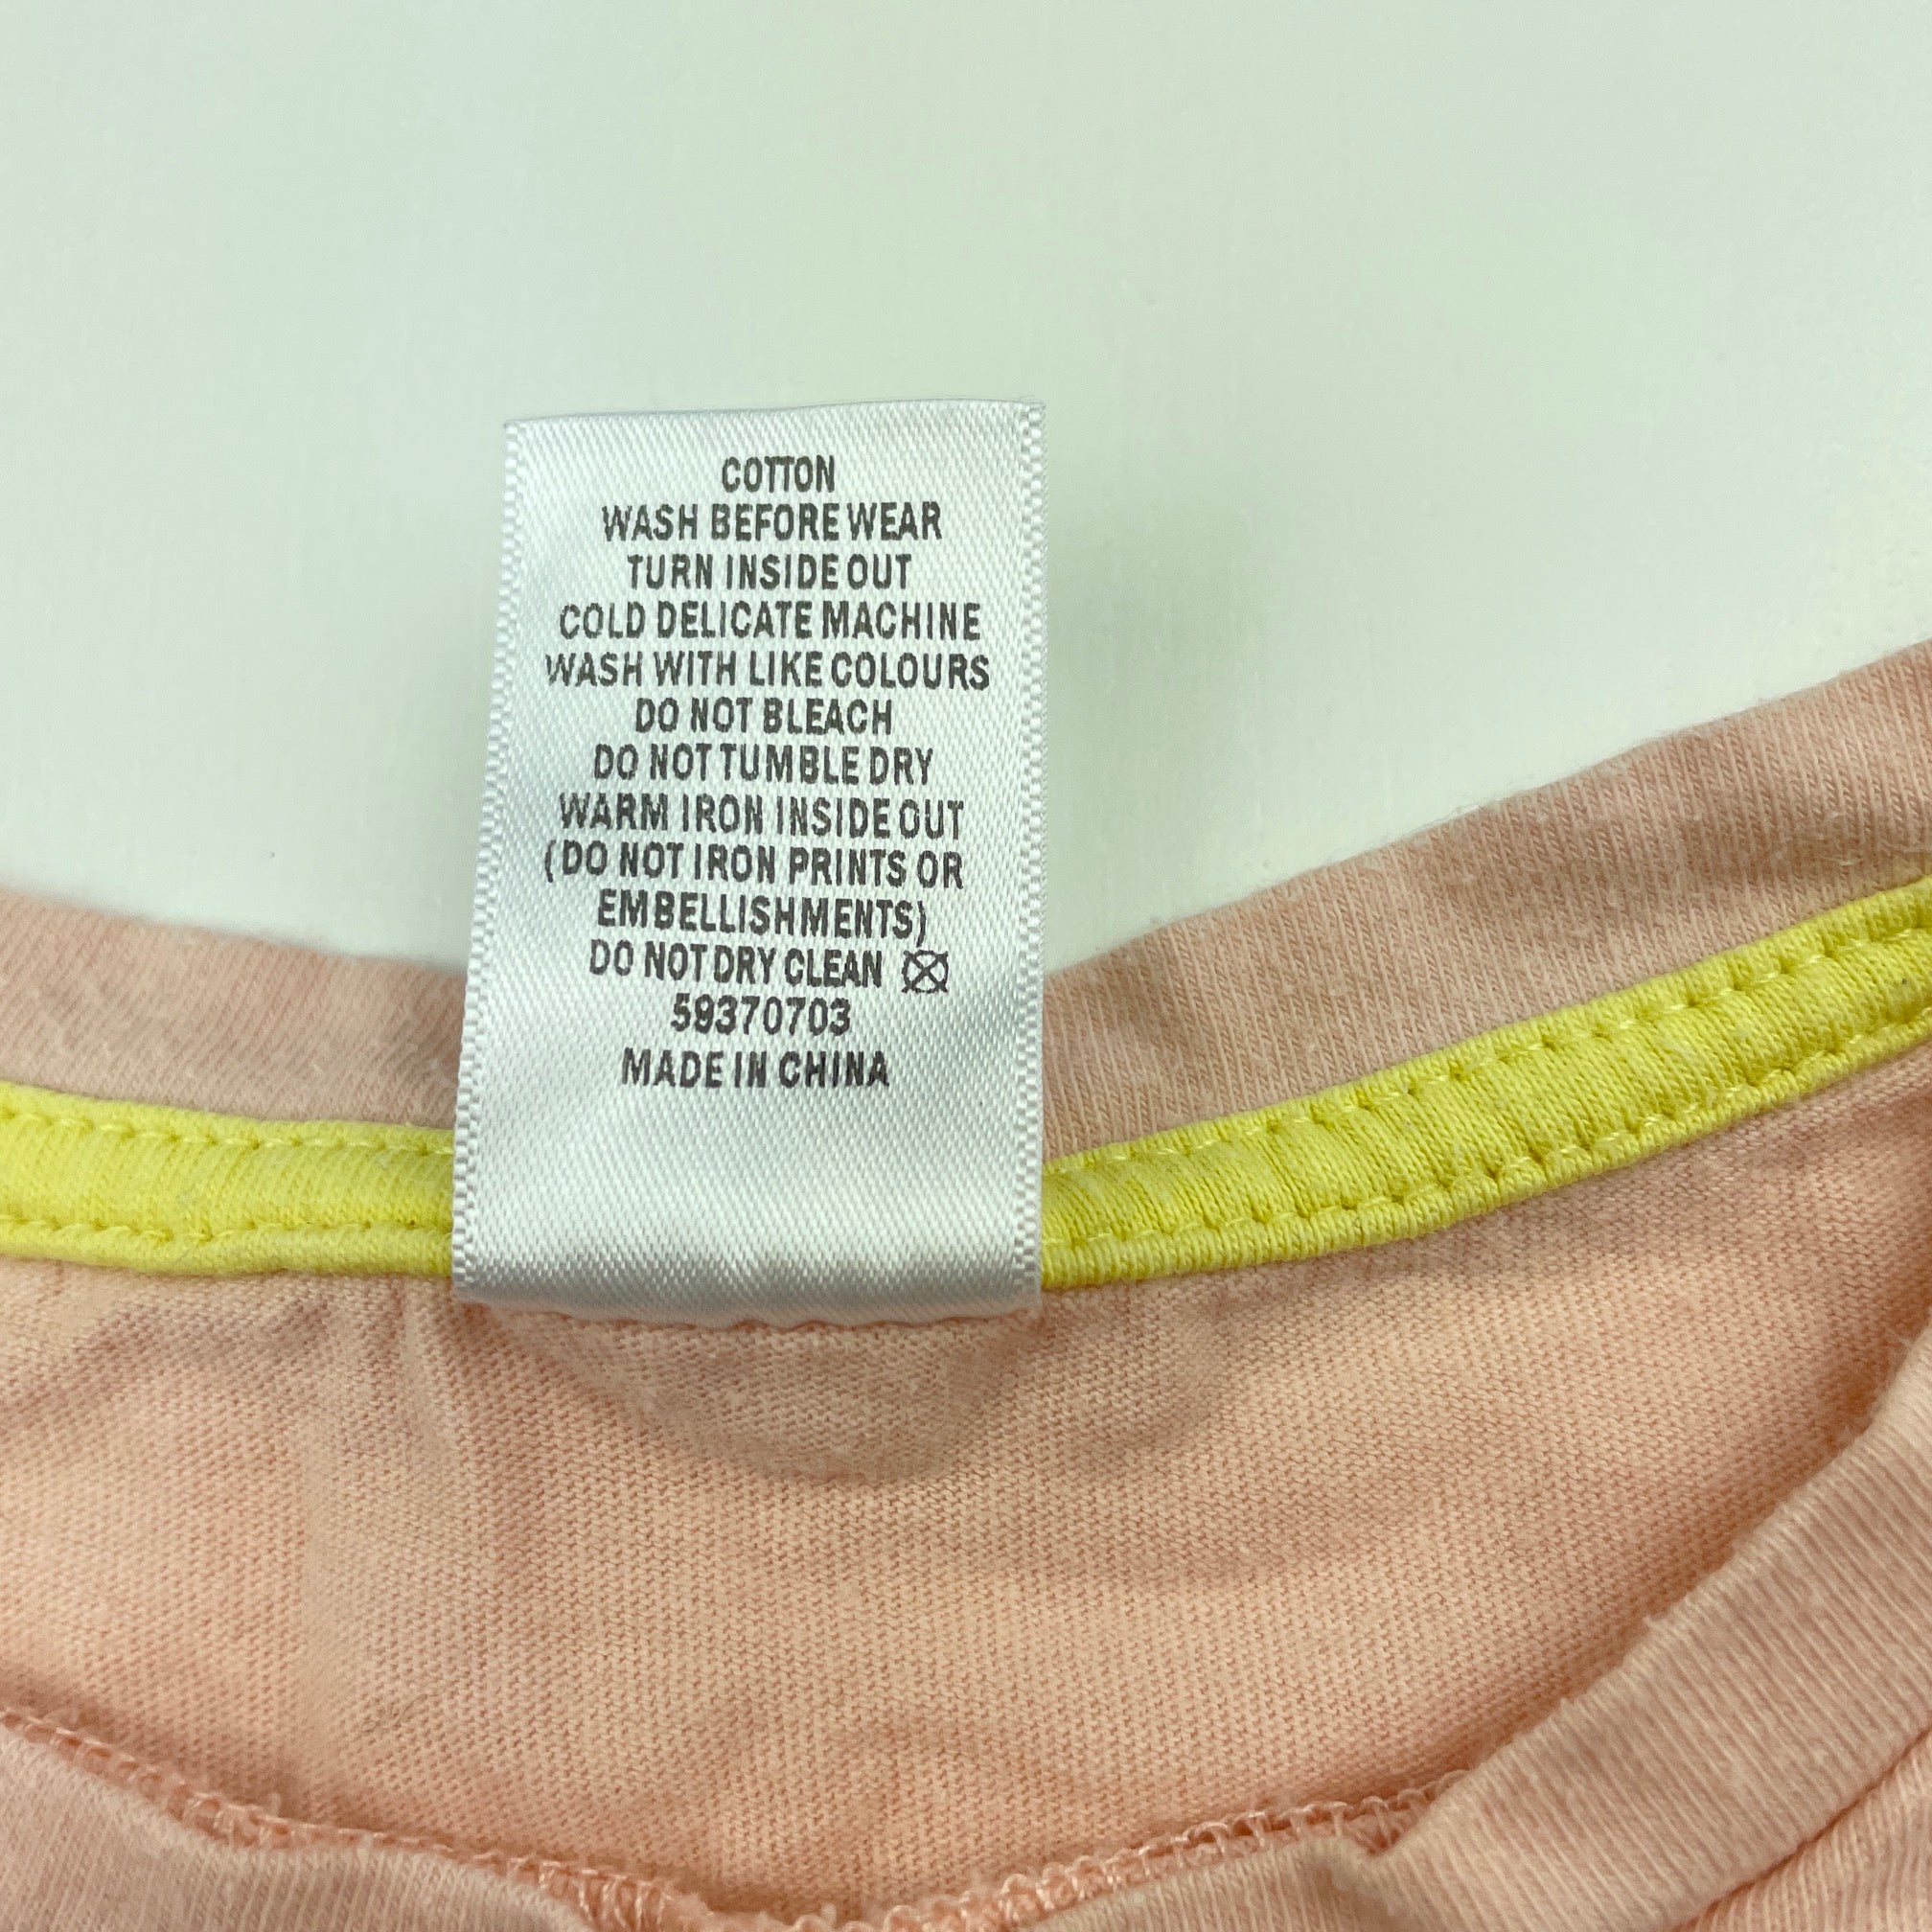 COTTON
WASH BEFORE WEAR
TURN INSIDE OUT
COLD DELICATE MACHINE
WASH WITH LIKE COLOURS
DO NOT BLEACH
DO NOT TUMBLE DRY
WARM IRON INSIDE OUT
(DO NOT IRON PRINTS OR
EMBELLISHMENTS)
DO NOT DRY CLEAN
59370703
MADE IN CHINA